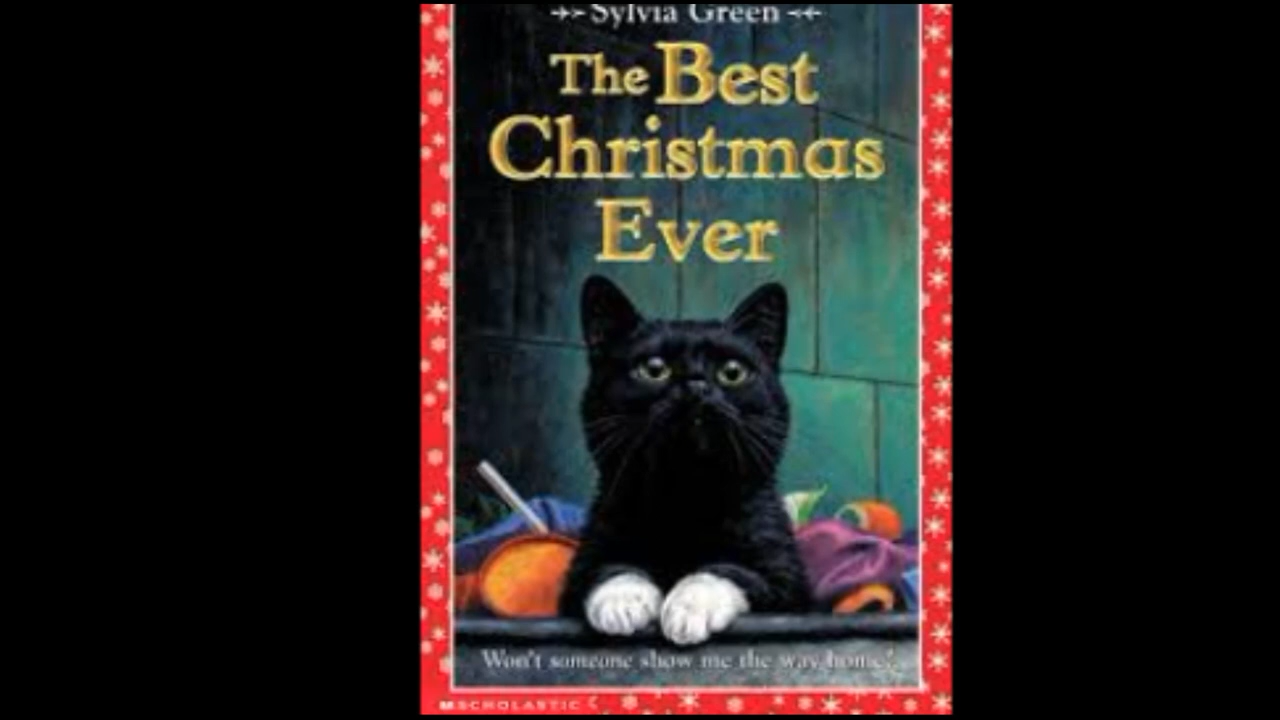 Sylvia Green
The Best
Christmas
Ever
Won't someone show me the way home?
SCHOLASTIC